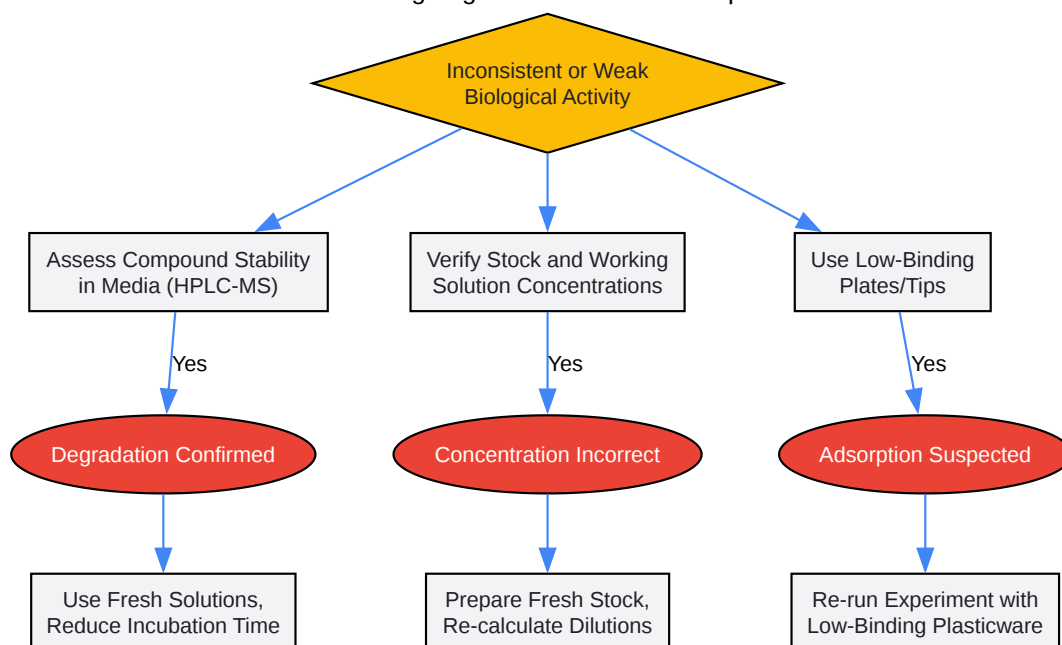 Inconsistent or Weak
Biological Activity
Assess Compound Stability
in Media (HPLC-MS)
Verify Stock and Working
Solution Concentrations
Use Low-Binding
Plates/Tips
Yes
Yes
Yes
Degradation Confirmed
Concentration Incorrect
Adsorption Suspected
Use Fresh Solutions,
Reduce Incubation Time
Prepare Fresh Stock,
Re-calculate Dilutions
Re-run Experiment with
Low-Binding Plasticware